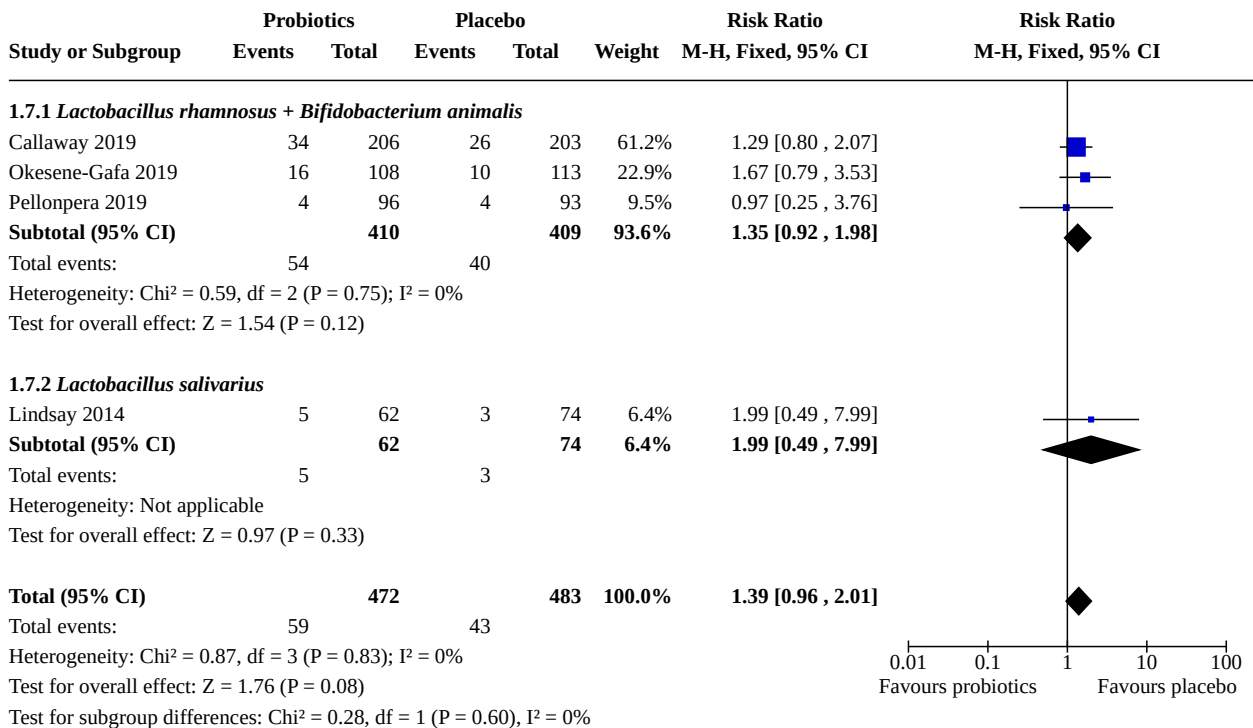 Probiotics Placebo Risk Ratio Risk Ratio
Study or Subgroup Events Total Events Total Weight M-H, Fixed, 95% CI M-H, Fixed, 95% CI
1.7.1 Lactobacillus rhamnosus + Bifidobacterium animalis
Callaway 2019 34 206 26 203 61.2% 1.29 [0.80 , 2.07]
Okesene-Gafa 2019 16 108 10 113 22.9% 1.67 [0.79 , 3.53]
Pellonpera 2019 4 96 4 93 9.5% 0.97 [0.25 , 3.76]
Subtotal (95% CI) 410 409 93.6% 1.35 [0.92 , 1.98]
Total events: 54 40
Heterogeneity: Chi² = 0.59, df = 2 (P = 0.75); I² = 0%
Test for overall effect: Z = 1.54 (P = 0.12)
1.7.2 Lactobacillus salivarius
Lindsay 2014 5 62 3 74 6.4% 1.99 [0.49 , 7.99]
Subtotal (95% CI) 62 74 6.4% 1.99 [0.49 , 7.99]
Total events: 5 3
Heterogeneity: Not applicable
Test for overall effect: Z = 0.97 (P = 0.33)
Total (95% CI) 472 483 100.0% 1.39 [0.96 , 2.01]
Total events: 59 43
Heterogeneity: Chi² = 0.87, df = 3 (P = 0.83); I² = 0%
0.01 0.1 1 10 100
Test for overall effect: Z = 1.76 (P = 0.08) Favours probiotics Favours placebo
Test for subgroup differences: Chi² = 0.28, df = 1 (P = 0.60), I² = 0%